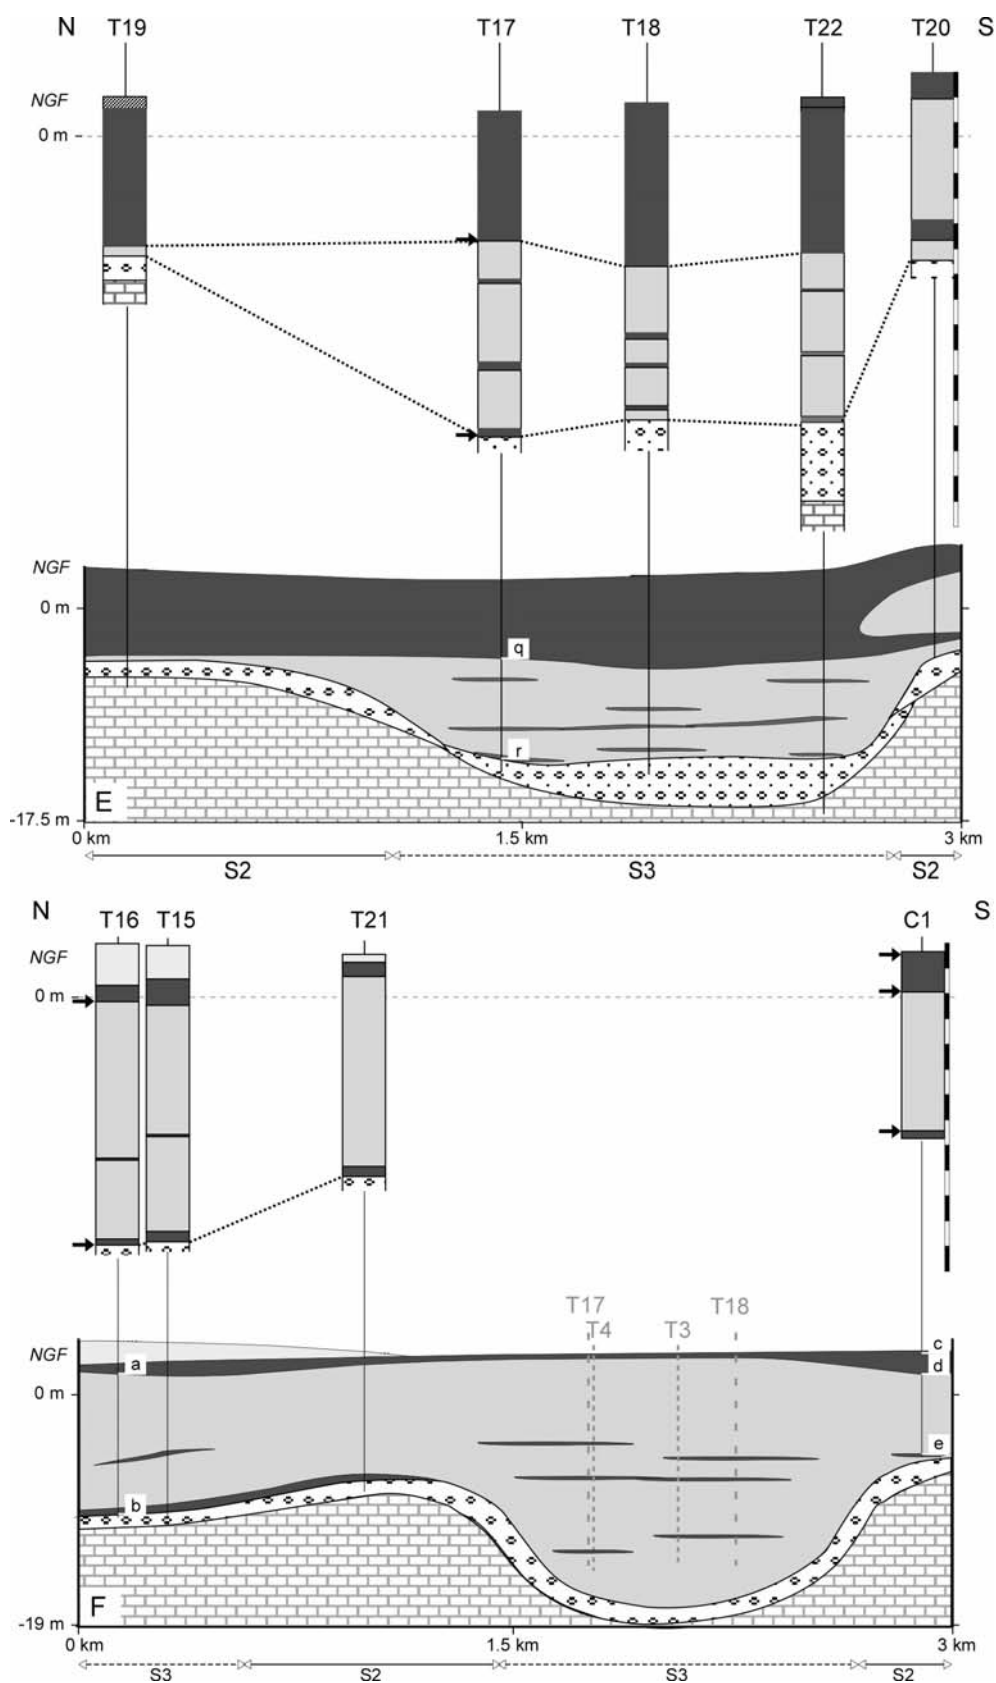 N T19 T17 T18 T22 T20 S
NGF
0 m
NGF
0 m
q
r
E
-17.5 m
0 km 1.5 km 3 km
S2 S3 S2
N T16 T15 T21 C1 S
NGF
0 m
T17 T18
T4 T3
NGF
a c
d
0 m
e
b
F
-19 m
0 km 1.5 km 3 km
S3 S2 S3 S2